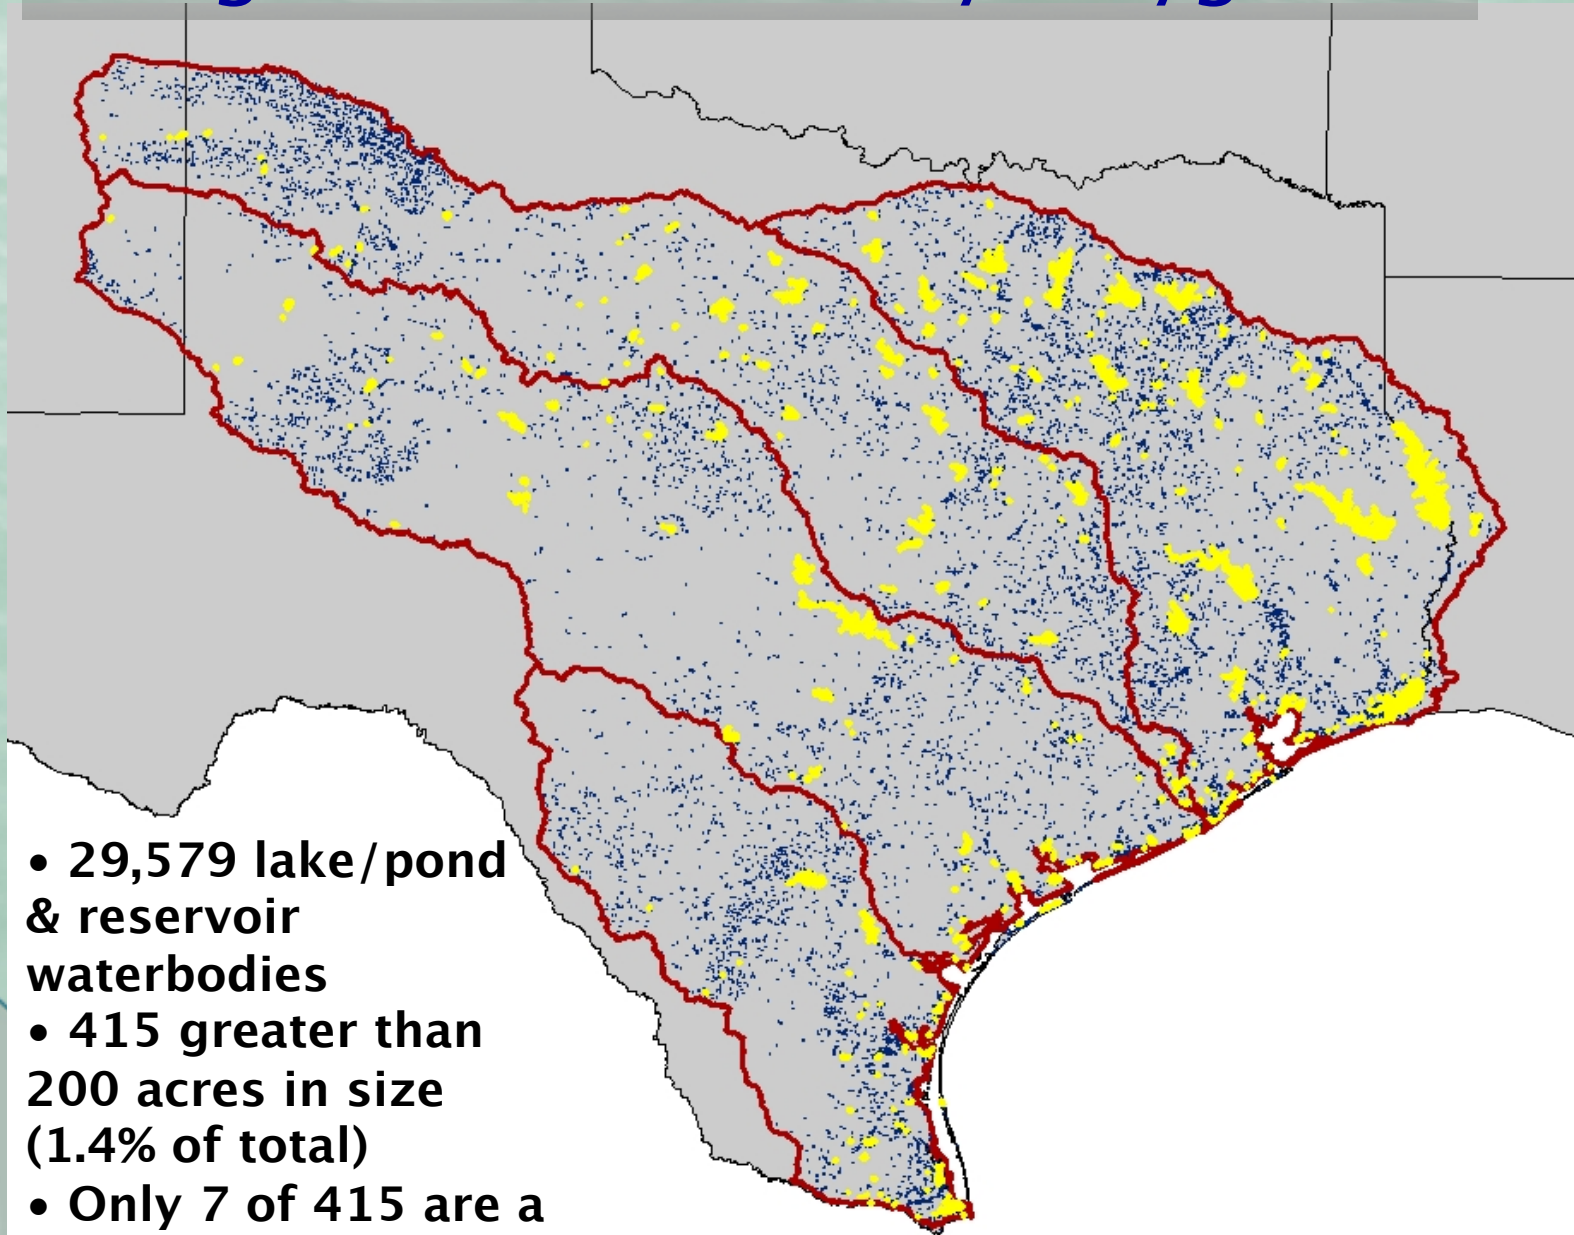 • 29,579 lake/pond
& reservoir
waterbodies
• 415 greater than
200 acres in size
(1.4% of total)
• Only 7 of 415 are a